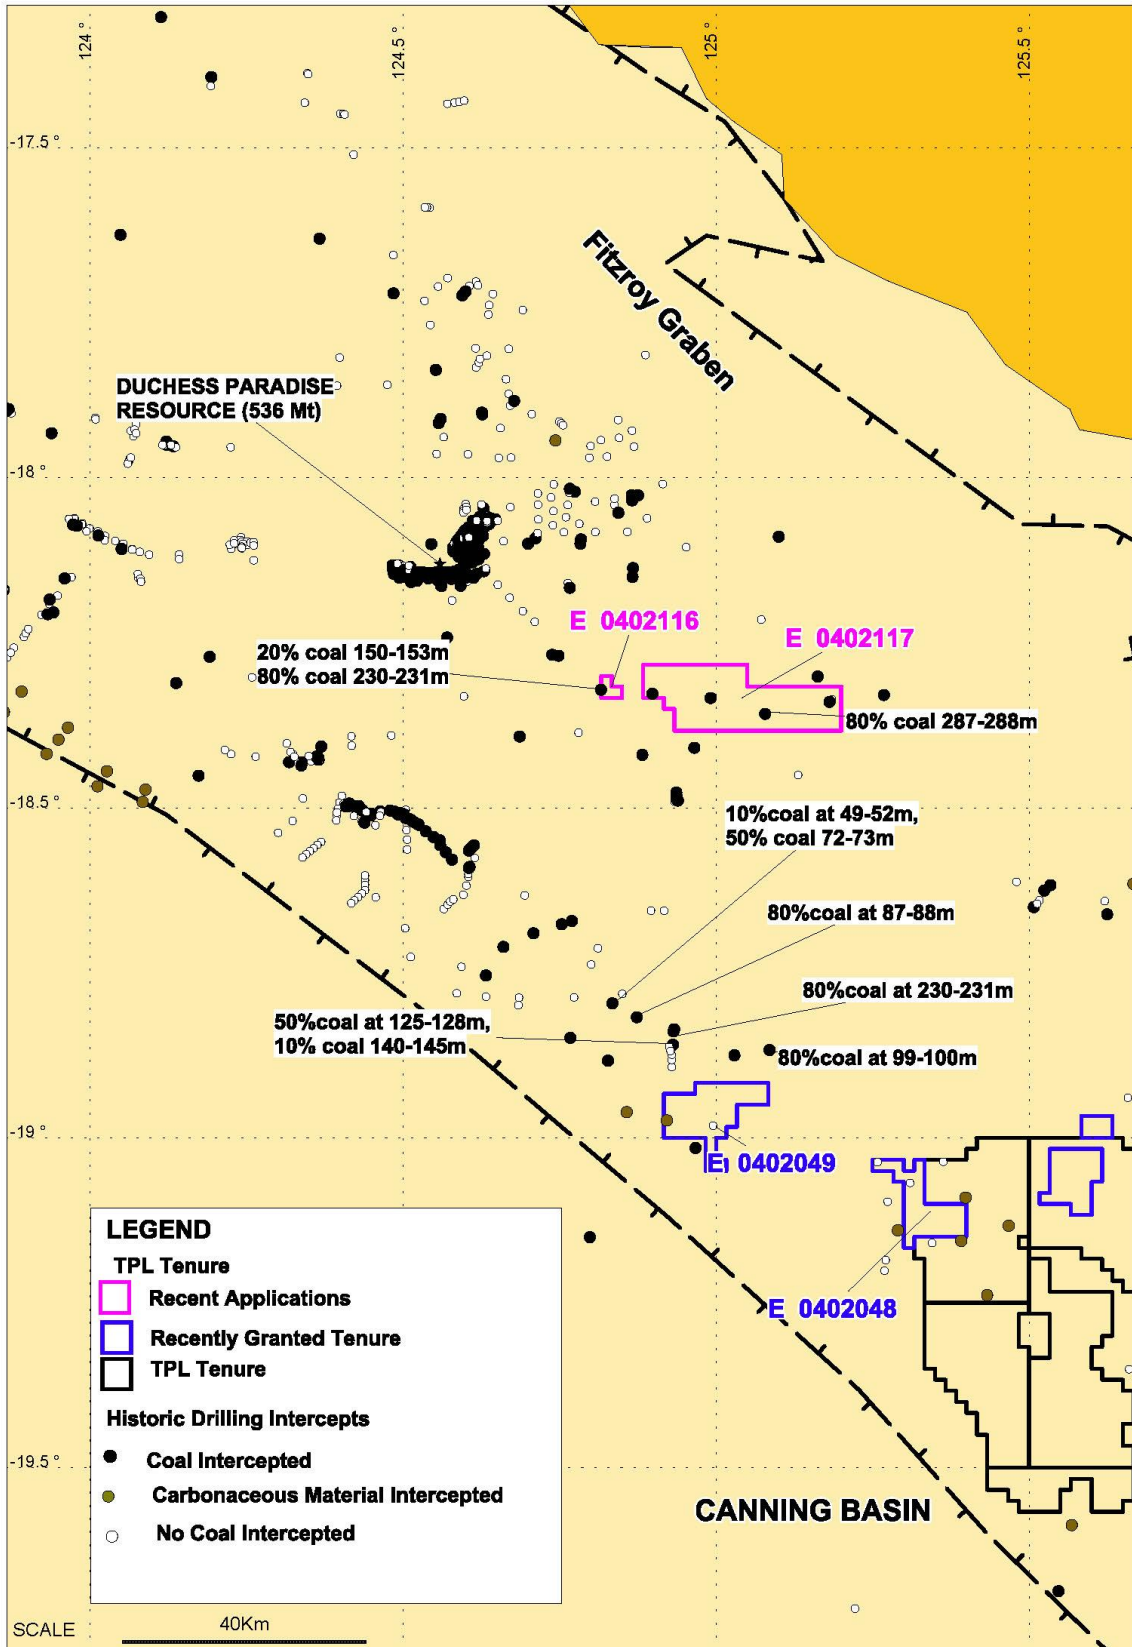 124 °
124.5 °
125 °
125.5 °
-17.5 °
Fitzroy Graben
DUCHESS PARADISE
RESOURCE (536 Mt)
-18 °
E 0402116
E 0402117
20% coal 150-153m
80% coal 230-231m
80% coal 287-288m
-18.5 °
10%coal at 49-52m,
50% coal 72-73m
80%coal at 87-88m
80%coal at 230-231m
50%coal at 125-128m,
10% coal 140-145m
80%coal at 99-100m
-19 °
E 0402049
E 0402048
LEGEND
TPL Tenure
Recent Applications
Recently Granted Tenure
TPL Tenure
Historic Drilling Intercepts
Coal Intercepted
Carbonaceous Material Intercepted
No Coal Intercepted
-19.5 °
CANNING BASIN
SCALE
40Km